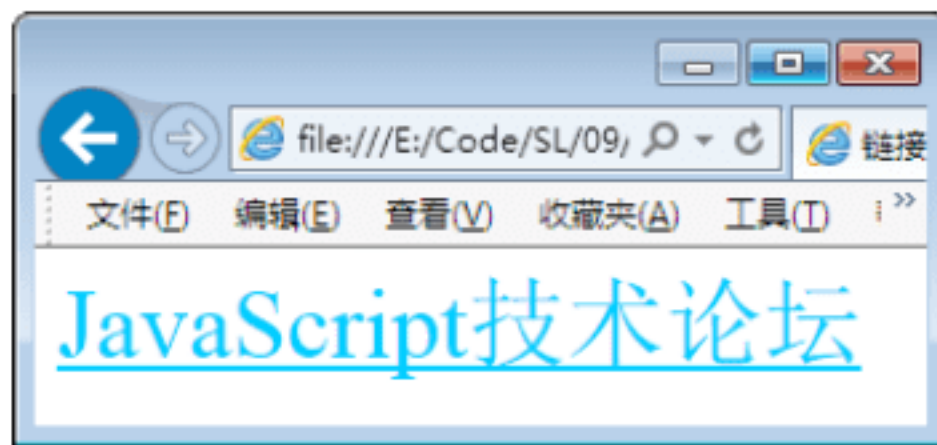 file:///E:/Code/SL/09/ 链接
文件(F) 编辑(E) 查看(V) 收藏夹(A) 工具(T) »
JavaScript技术论坛